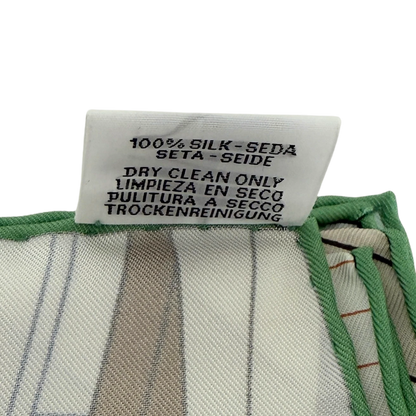 100% SILK-SEDA
SETA-SEIDE
DRY CLEAN ONLY
LIMPIEZA EN SECO
PULITURA A SECCO
TROCKENREINIGUNG